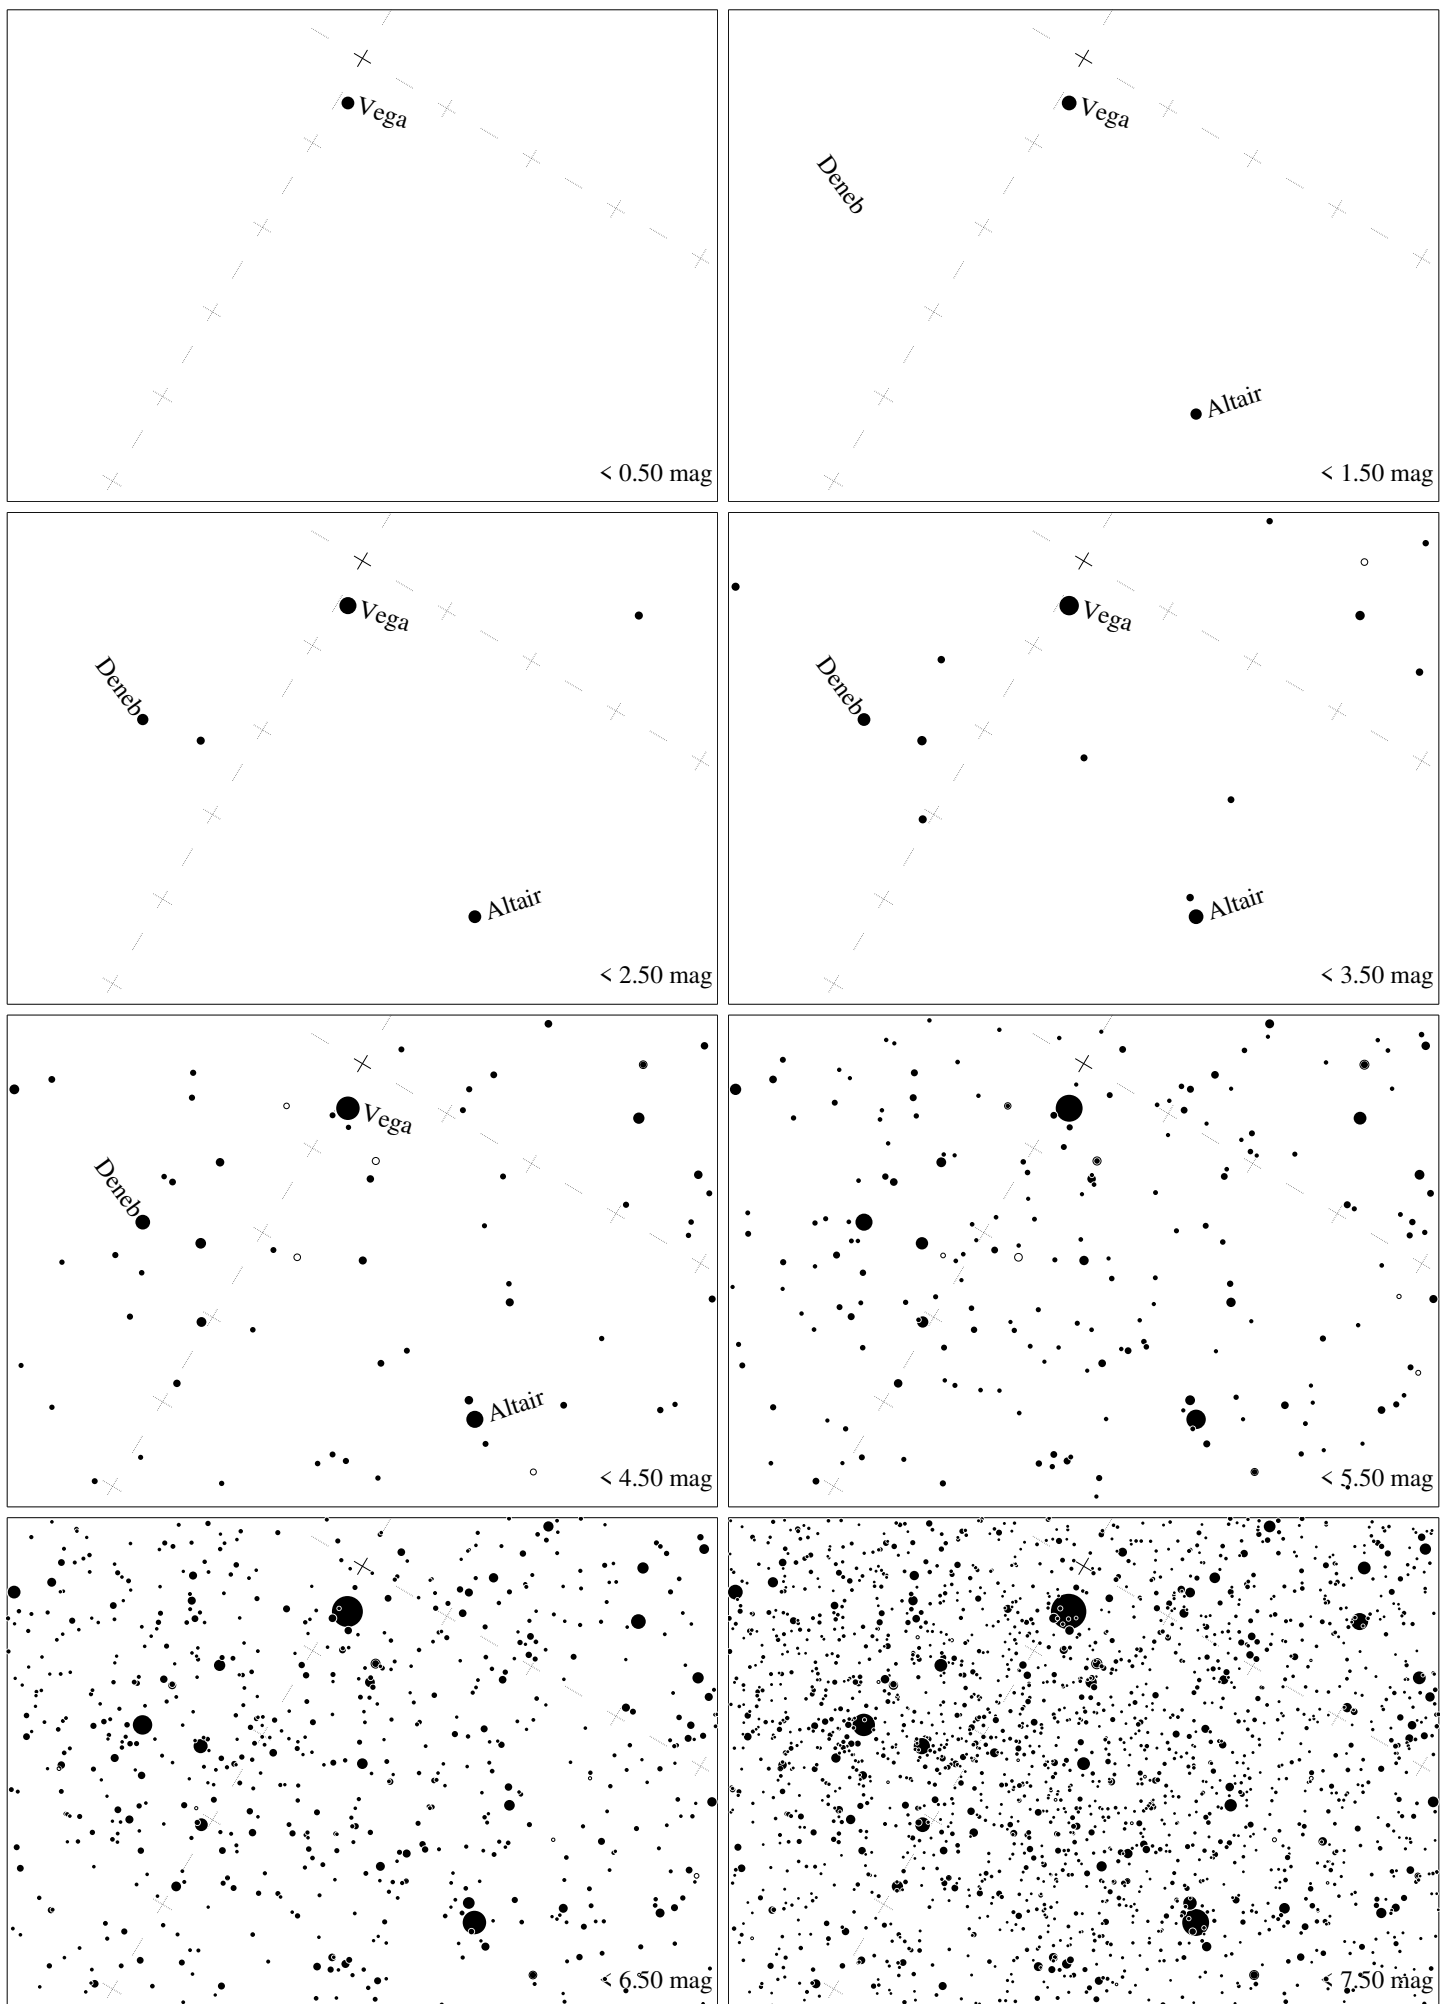 Vega
< 0.50 mag
Vega
Deneb
Altair
< 1.50 mag
Vega
Deneb
Altair
< 2.50 mag
Vega
Deneb
Altair
< 3.50 mag
Vega
Deneb
Altair
< 4.50 mag
< 5.50 mag
< 6.50 mag
< 7.50 mag